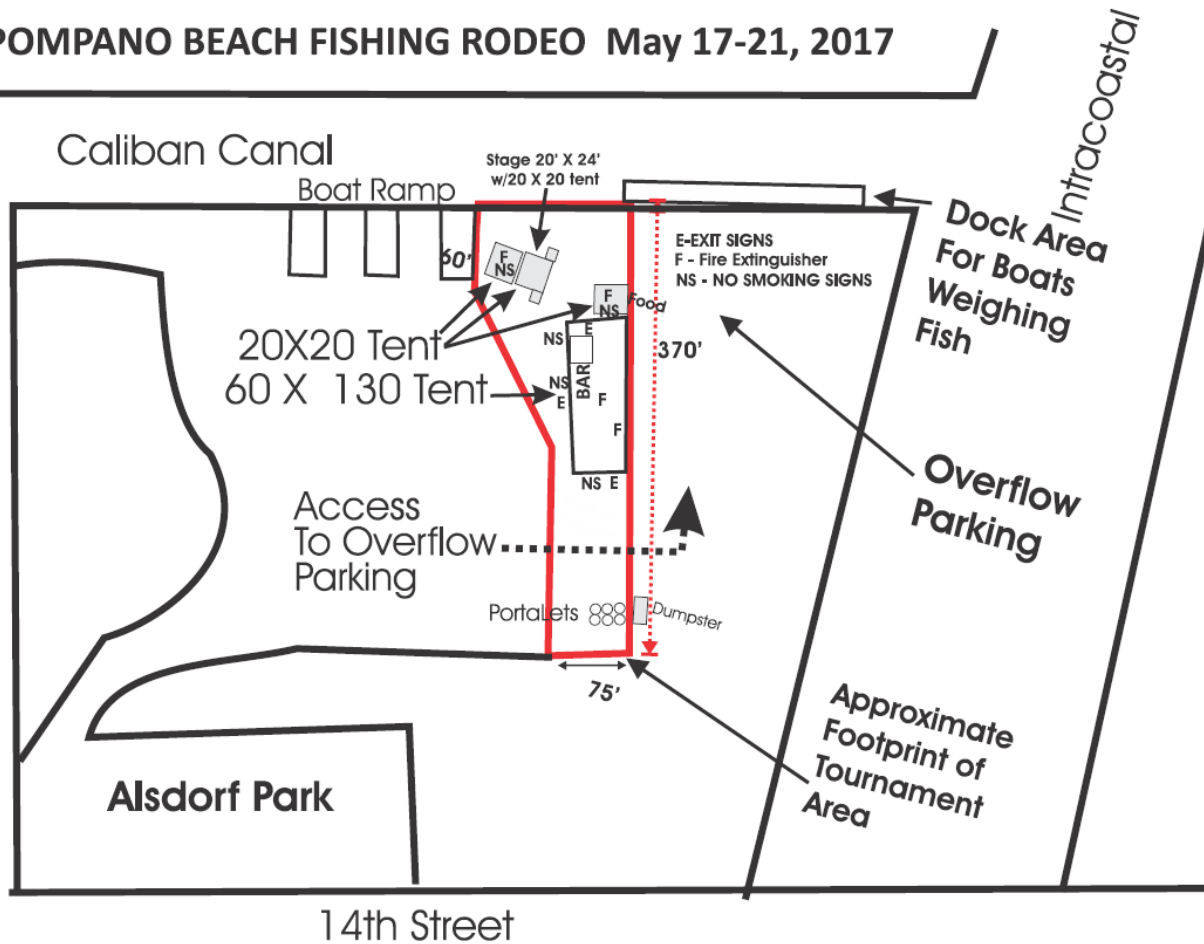 POMPANO BEACH FISHING RODEO May 17-21, 2017
Intracoastal
Caliban Canal
Boat Ramp
Stage 20' X 24'
w/20 X 20 tent
Dock Area
For Boats
Weighing
Fish
E-EXIT SIGNS
F - Fire Extinguisher
NS - NO SMOKING SIGNS
60'
F
NS
F
NS
Food
20X20 Tent
60 X 130 Tent
NS
E
BAR
NS
E
F
F
NS E
370'
Overflow
Parking
Access
To Overflow
Parking
PortaLets
Dumpster
75'
Approximate
Footprint of
Tournament
Area
Alsdorf Park
14th Street